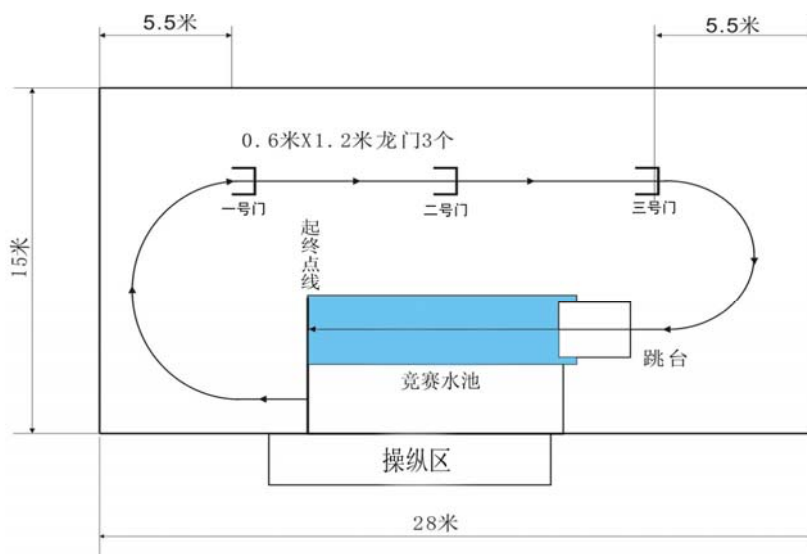 5.5米
5.5米
0.6米X1.2米龙门3个
一号门
二号门
三号门
起终点线
15米
跳台
竞赛水池
操纵区
28米